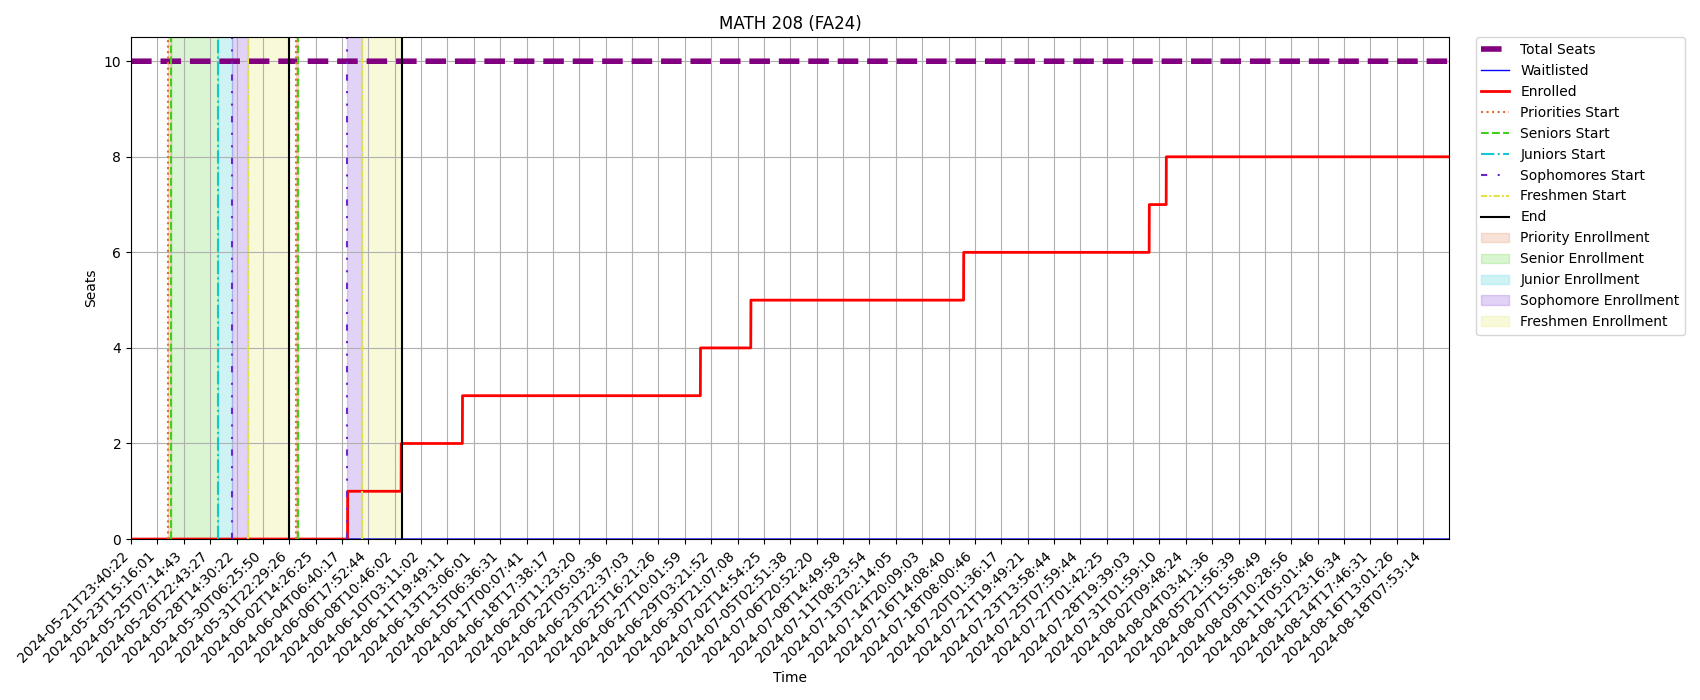 MATH 208 (FA24)
Seats
10
8
6
4
2
0
2024-05-21T23:40:22
2024-05-23T15:16:01
2024-05-25T07:14:43
2024-05-26T22:43:27
2024-05-28T14:30:22
2024-05-30T06:25:50
2024-05-31T22:29:26
2024-06-02T14:26:25
2024-06-04T06:40:17
2024-06-06T17:52:44
2024-06-08T10:46:02
2024-06-10T03:11:02
2024-06-11T19:49:11
2024-06-13T13:06:01
2024-06-15T06:36:31
2024-06-17T00:07:41
2024-06-18T17:38:17
2024-06-20T11:23:20
2024-06-22T05:03:36
2024-06-23T22:37:03
2024-06-25T16:21:26
2024-06-27T10:01:59
2024-06-29T03:21:52
2024-06-30T21:07:08
2024-07-02T14:54:25
2024-07-05T02:51:38
2024-07-06T20:52:20
2024-07-08T14:49:58
2024-07-11T08:23:54
2024-07-13T02:14:05
2024-07-14T20:09:03
2024-07-16T14:08:40
2024-07-18T08:00:46
2024-07-20T01:36:17
2024-07-21T19:49:21
2024-07-23T13:58:44
2024-07-25T07:59:44
2024-07-27T01:42:25
2024-07-28T19:39:03
2024-07-31T01:59:10
2024-08-02T09:48:24
2024-08-04T03:41:36
2024-08-05T21:56:39
2024-08-07T15:58:49
2024-08-09T10:28:56
2024-08-11T05:01:46
2024-08-12T23:16:34
2024-08-14T17:46:31
2024-08-16T13:01:26
2024-08-18T07:53:14
Time
Total Seats
Waitlisted
Enrolled
Priorities Start
Seniors Start
Juniors Start
Sophomores Start
Freshmen Start
End
Priority Enrollment
Senior Enrollment
Junior Enrollment
Sophomore Enrollment
Freshmen Enrollment